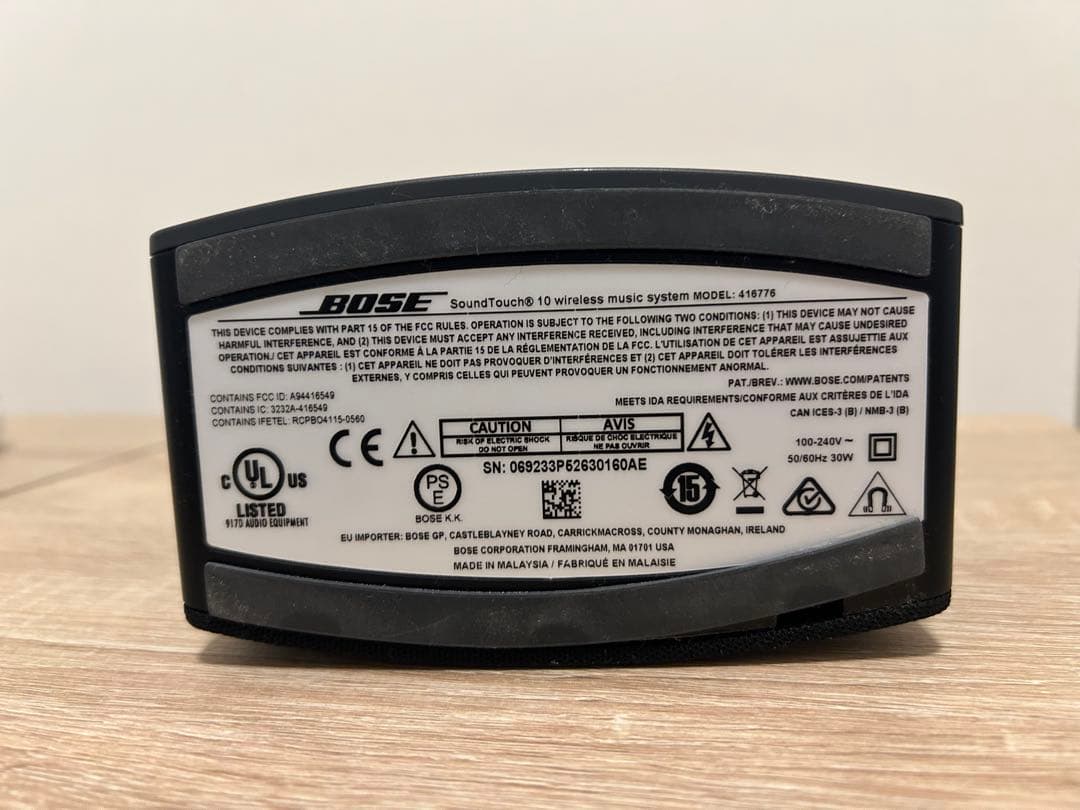 BOSE SoundTouch® 10 wireless music system MODEL: 416776
THIS DEVICE COMPLIES WITH PART 15 OF THE FCC RULES. OPERATION IS SUBJECT TO THE FOLLOWING TWO CONDITIONS: (1) THIS DEVICE MAY NOT CAUSE
HARMFUL INTERFERENCE, AND (2) THIS DEVICE MUST ACCEPT ANY INTERFERENCE RECEIVED, INCLUDING INTERFERENCE THAT MAY CAUSE UNDESIRED
OPERATION./ CET APPAREIL EST CONFORME À LA PARTIE 15 DE LA RÉGLEMENTATION DE LA FCC. L'UTILISATION DE CET APPAREIL EST ASSUJETTIE AUX
CONDITIONS SUIVANTES : (1) CET APPAREIL NE DOIT PAS PROVOQUER D'INTERFÉRENCES ET (2) CET APPAREIL DOIT TOLÉRER LES INTERFÉRENCES
EXTERNES, Y COMPRIS CELLES QUI PEUVENT PROVOQUER UN FONCTIONNEMENT ANORMAL.
PAT./BREV.: WWW.BOSE.COM/PATENTS
MEETS IDA REQUIREMENTS/CONFORME AUX CRITÈRES DE L'IDA
CAN ICES-3 (B) / NMB-3 (B)
CONTAINS FCC ID: A94416549
CONTAINS IC: 3232A-416549
CONTAINS IFETEL: RCPBO4115-0560
CE
CAUTION
RISK OF ELECTRIC SHOCK
DO NOT OPEN
AVIS
RISQUE DE CHOC ELECTRIQUE
NE PAS OUVRIR
100-240V ~
50/60Hz 30W
SN: 069233P52630160AE
C UL US
LISTED
917D AUDIO EQUIPMENT
PS
E
BOSE K.K.
15
EU IMPORTER: BOSE GP, CASTLEBLAYNEY ROAD, CARRICKMACROSS, COUNTY MONAGHAN, IRELAND
BOSE CORPORATION FRAMINGHAM, MA 01701 USA
MADE IN MALAYSIA / FABRIQUÉ EN MALAISIE